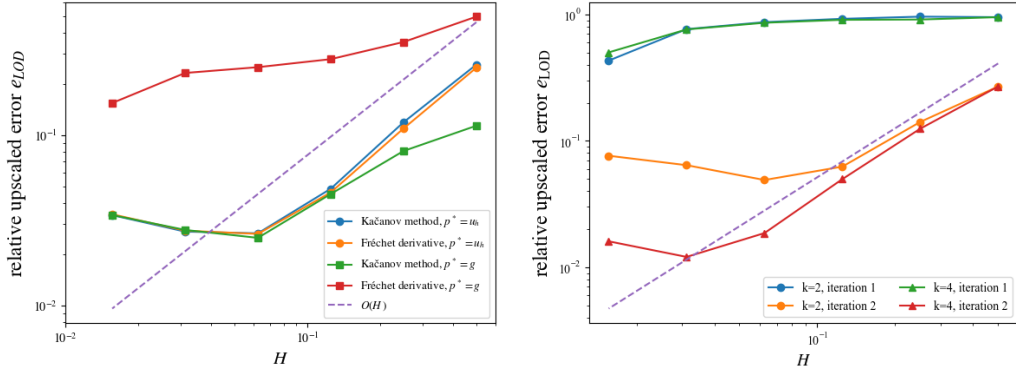 relative upscaled error e_LOD
10⁻¹
10⁻²
10⁻²
10⁻¹
H
Kačanov method, p* = u_h
Fréchet derivative, p* = u_h
Kačanov method, p* = g
Fréchet derivative, p* = g
O(H)
relative upscaled error e_LOD
10⁰
10⁻¹
10⁻²
10⁻¹
H
k=2, iteration 1
k=2, iteration 2
k=4, iteration 1
k=4, iteration 2